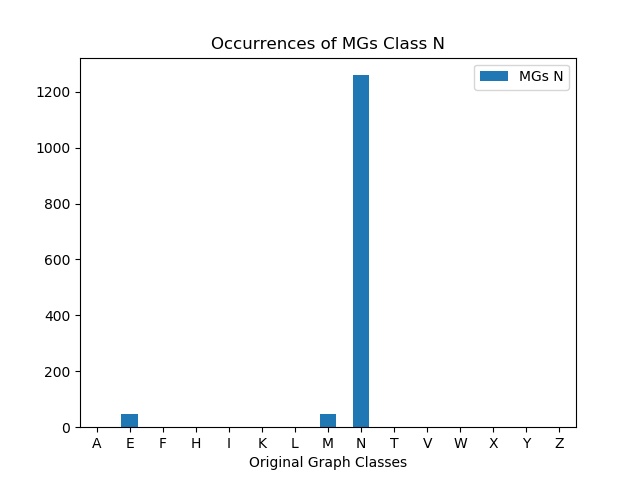 Occurrences of MGs Class N
MGs N
1200
1000
800
600
400
200
0
A E F H I K L M N T V W X Y Z
Original Graph Classes